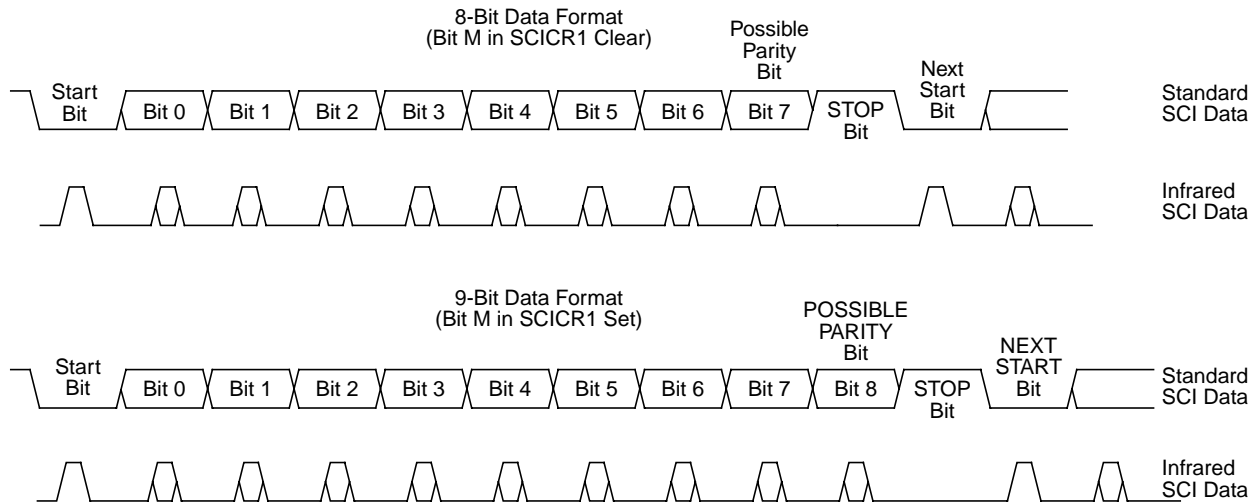 8-Bit Data Format
(Bit M in SCICR1 Clear)
Possible
Parity
Bit
Start
Bit
Bit 0
Bit 1
Bit 2
Bit 3
Bit 4
Bit 5
Bit 6
Bit 7
STOP
Bit
Next
Start
Bit
Standard
SCI Data
Infrared
SCI Data
9-Bit Data Format
(Bit M in SCICR1 Set)
POSSIBLE
PARITY
Bit
Start
Bit
Bit 0
Bit 1
Bit 2
Bit 3
Bit 4
Bit 5
Bit 6
Bit 7
Bit 8
STOP
Bit
NEXT
START
Bit
Standard
SCI Data
Infrared
SCI Data